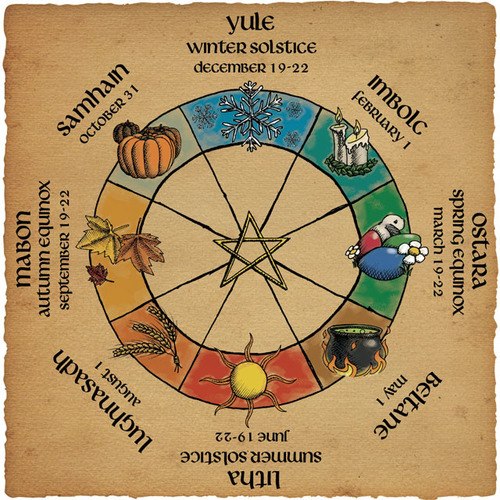 Yule
Winter Solstice
December 19-22
Imbolc
February 1
Ostara
Spring Equinox
March 19-22
Beltane
May 1
Litha
Summer Solstice
June 19-22
Lughnasadh
August 1
Mabon
Autumn Equinox
September 19-22
Samhain
October 31